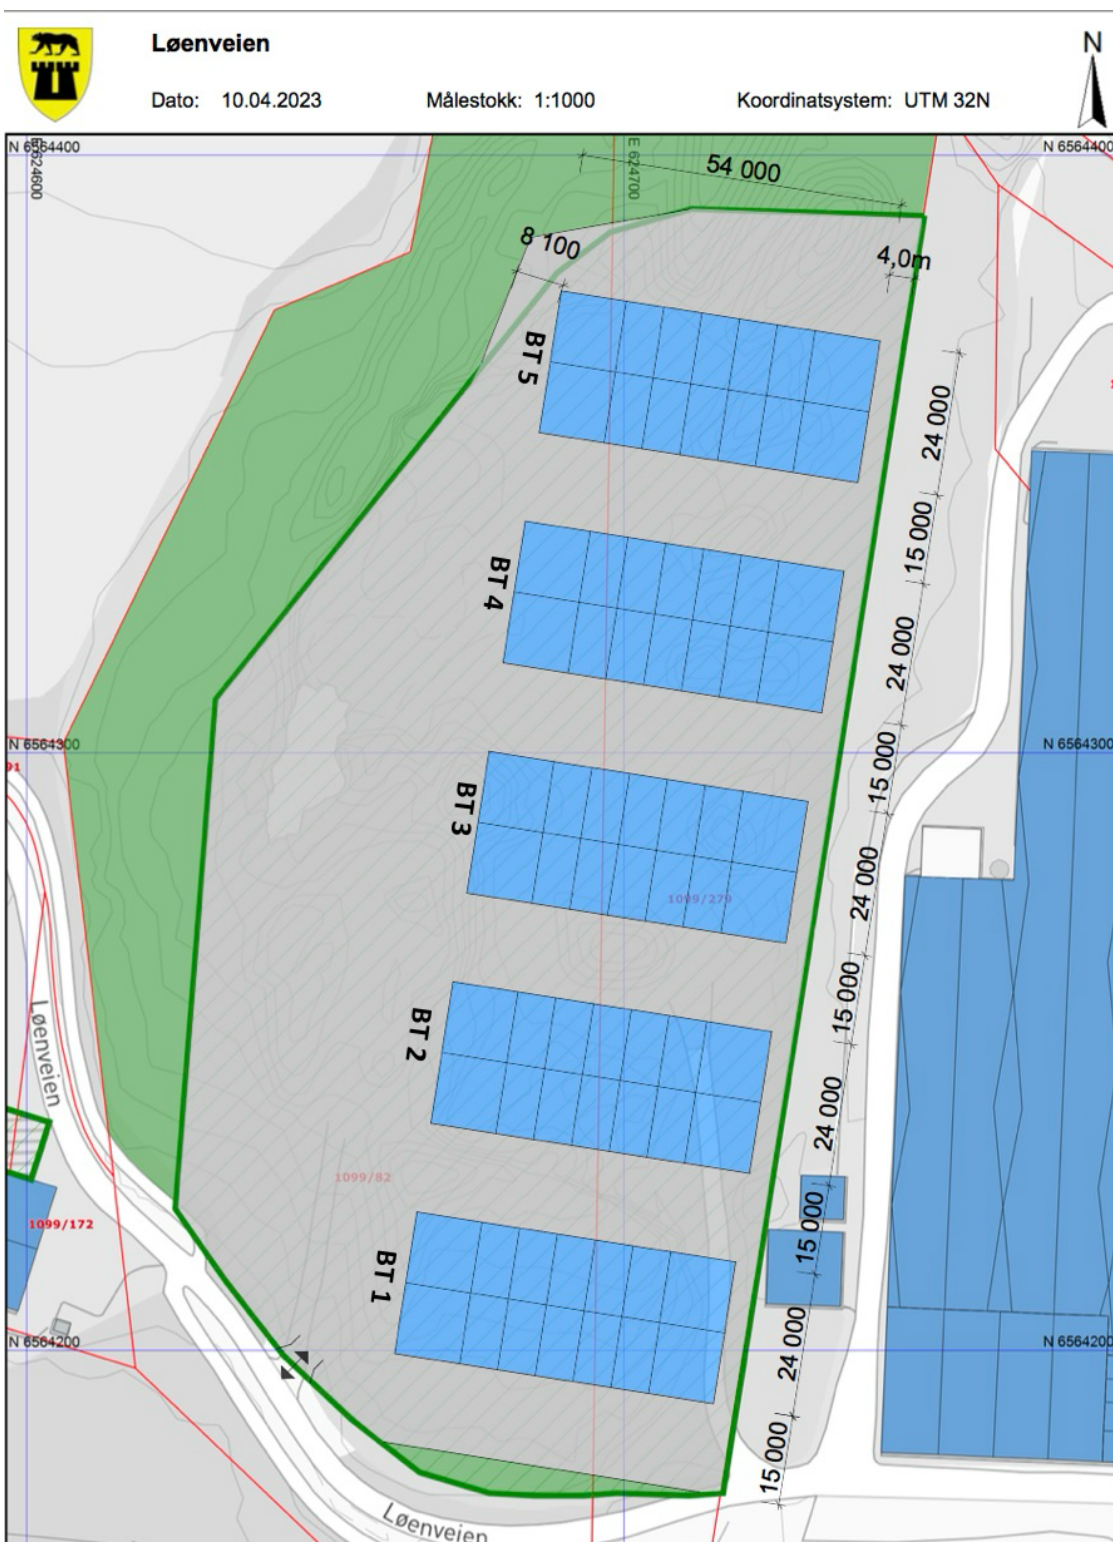 Løenveien
Dato: 10.04.2023 Målestokk: 1:1000 Koordinatsystem: UTM 32N
N
N 6564400
E 624600
E 624700
N 6564400
54 000
8 100
4,0m
BT 5
24 000
15 000
BT 4
24 000
N 6564300
N 6564300
91
15 000
BT 3
24 000
1099/279
15 000
BT 2
Løenveien
24 000
1099/82
1099/172
15 000
BT 1
N 6564200
N 6564200
24 000
15 000
Løenveien